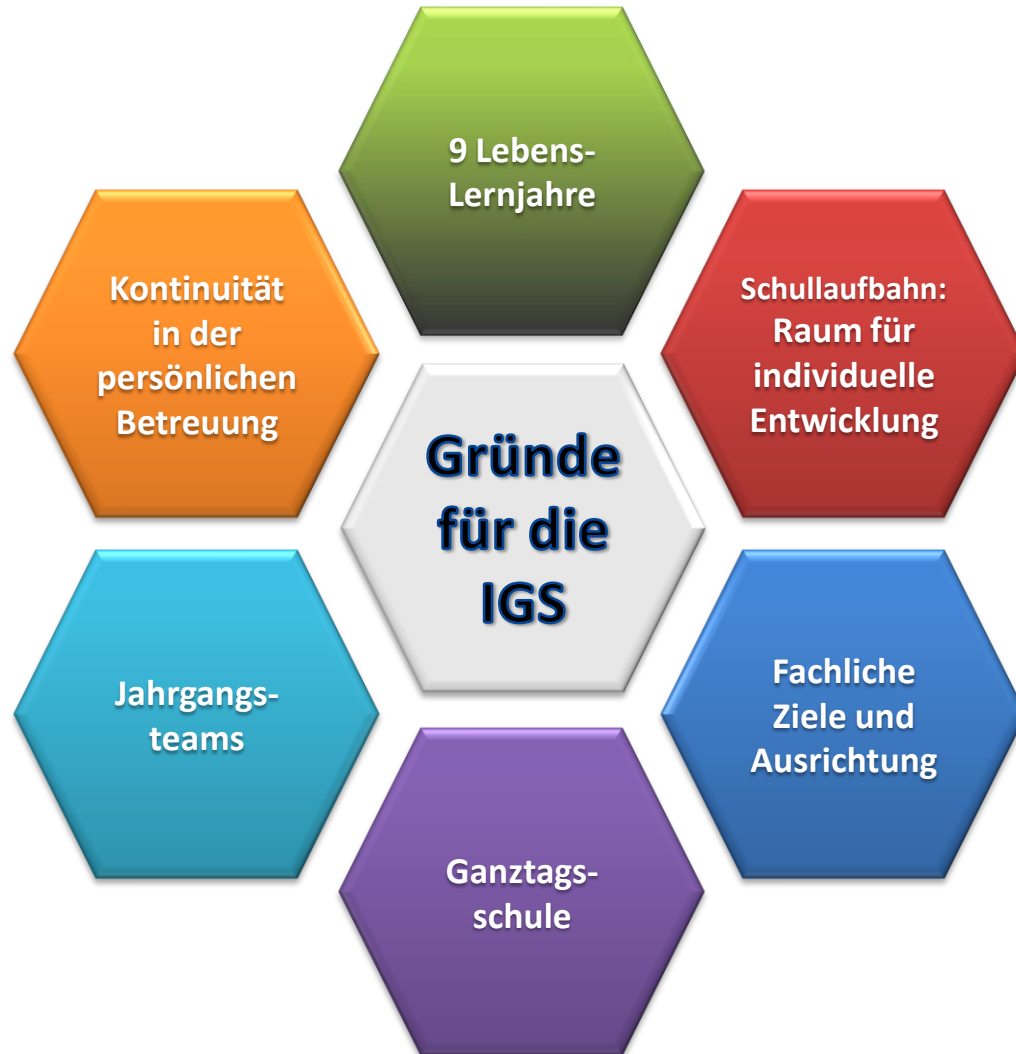 9 Lebens-
Lernjahre
Kontinuität
in der
persönlichen
Betreuung
Schullaufbahn:
Raum für
individuelle
Entwicklung
Gründe
für die
IGS
Jahrgangs-
teams
Fachliche
Ziele und
Ausrichtung
Ganztags-
schule